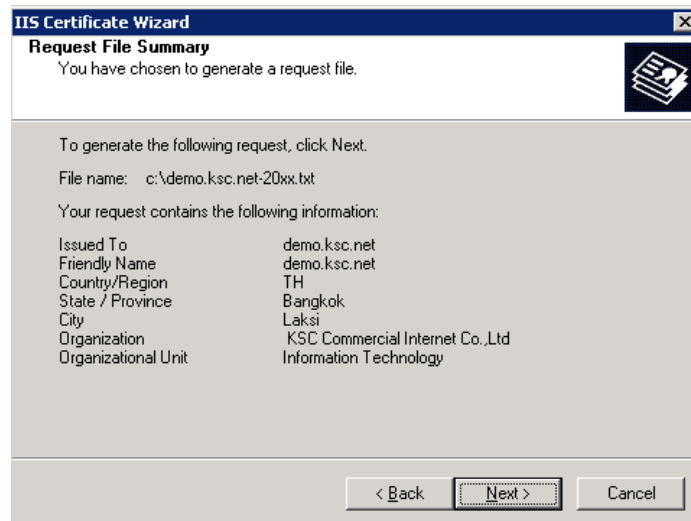 IIS Certificate Wizard
Request File Summary
You have chosen to generate a request file.
To generate the following request, click Next.
File name: c:\demo.ksc.net-20xx.txt
Your request contains the following information:
Issued To demo.ksc.net
Friendly Name demo.ksc.net
Country/Region TH
State / Province Bangkok
City Laksi
Organization KSC Commercial Internet Co.,Ltd
Organizational Unit Information Technology
< Back Next > Cancel